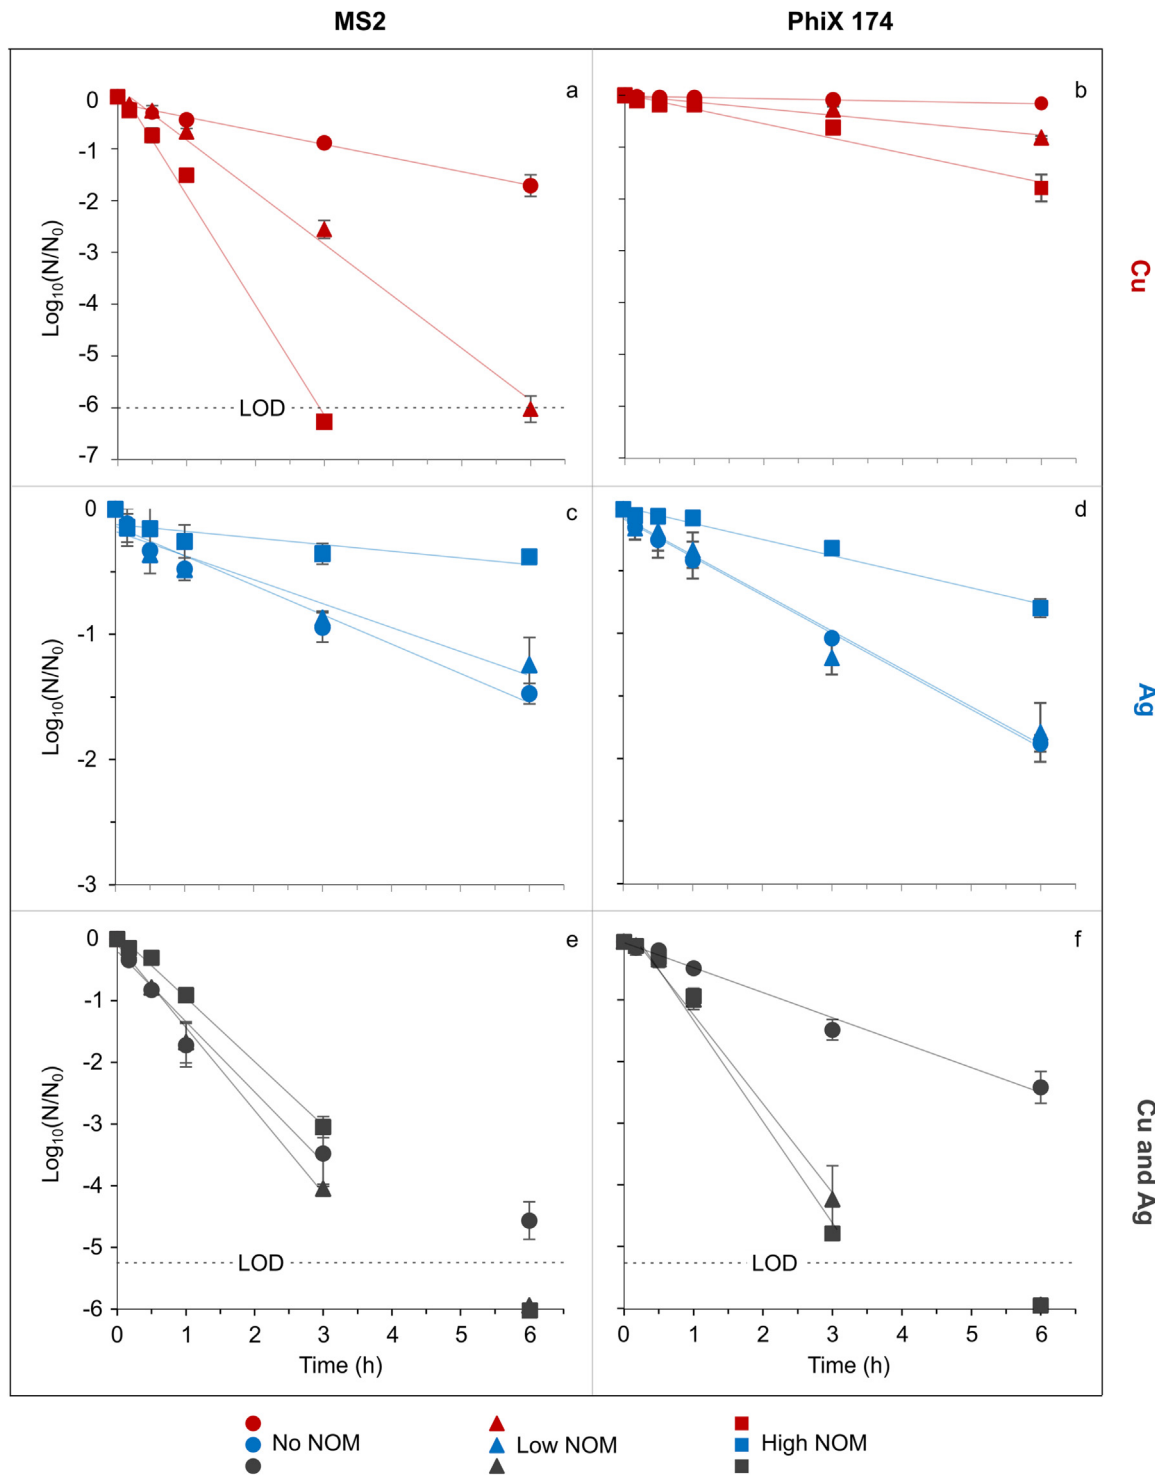 MS2
PhiX 174
a
b
0
-1
-2
-3
-4
-5
-6
-7
Log₁₀(N/N₀)
LOD
Cu
c
d
0
-1
-2
-3
Log₁₀(N/N₀)
Ag
e
f
0
-1
-2
-3
-4
-5
-6
Log₁₀(N/N₀)
LOD
LOD
Cu and Ag
0 1 2 3 4 5 6
0 1 2 3 4 5 6
Time (h)
Time (h)
No NOM
Low NOM
High NOM